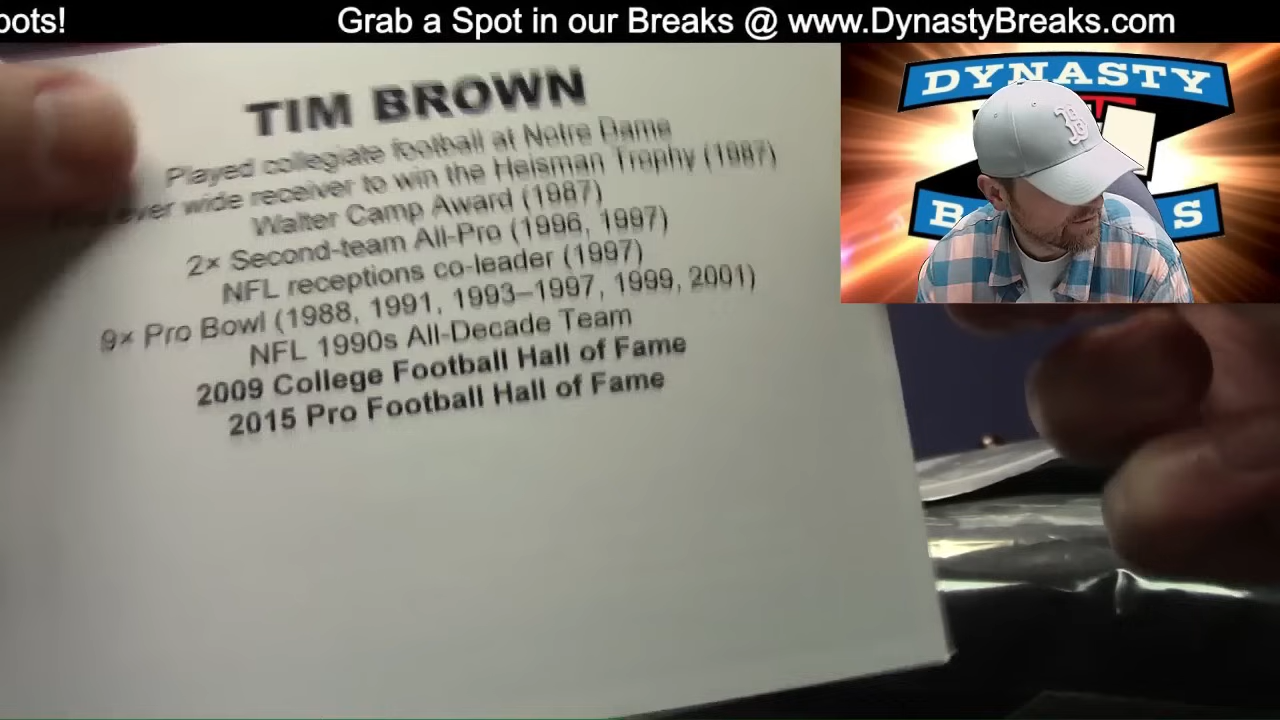 pots! Grab a Spot in our Breaks @ www.DynastyBreaks.com
DYNASTY
B S
B
TIM BROWN
Played collegiate football at Notre Dame
ever wide receiver to win the Heisman Trophy (1987)
Walter Camp Award (1987)
2× Second-team All-Pro (1996, 1997)
NFL receptions co-leader (1997)
9× Pro Bowl (1988, 1991, 1993–1997, 1999, 2001)
NFL 1990s All-Decade Team
2009 College Football Hall of Fame
2015 Pro Football Hall of Fame